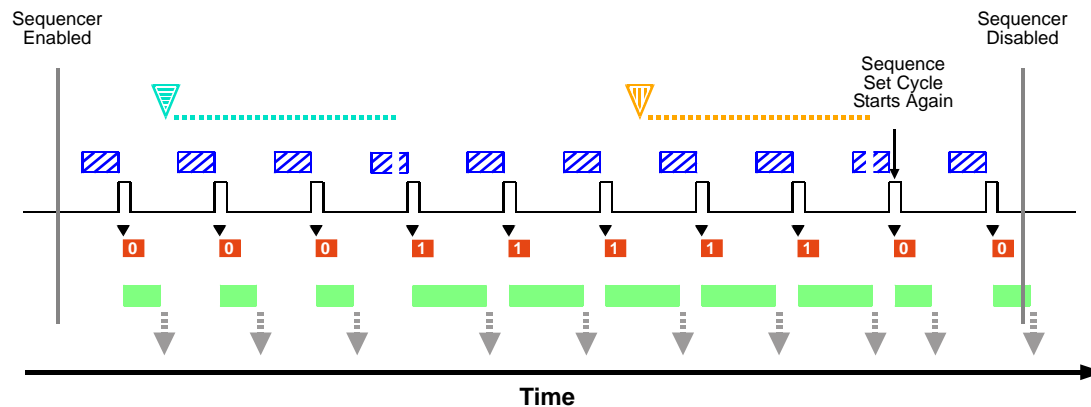 Sequencer
Enabled
Sequencer
Disabled
Sequence
Set Cycle
Starts Again
0 0 0 1 1 1 1 1 0 0
Time